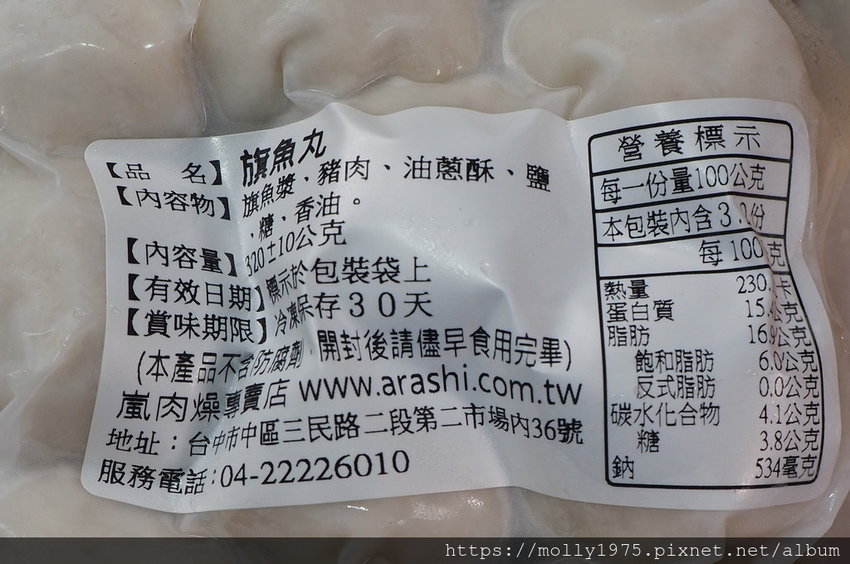 【品　名】旗魚丸
【內容物】旗魚漿、豬肉、油蔥酥、鹽
、糖、香油。
【內容量】320±10公克
【有效日期】標示於包裝袋上
【賞味期限】冷凍保存30天
(本產品不含防腐劑，開封後請儘早食用完畢)
嵐肉燥專賣店 www.arashi.com.tw
地址：台中市中區三民路二段第二市場內36號
服務電話:04-22226010
營養標示
每一份量100公克
本包裝內含 份
每100克
熱量
蛋白質 公克
脂肪 公克
飽和脂肪 6.0公克
反式脂肪 0.0公克
碳水化合物 4.1公克
糖 3.8公克
鈉 534毫克
https://molly1975.pixnet.net/album